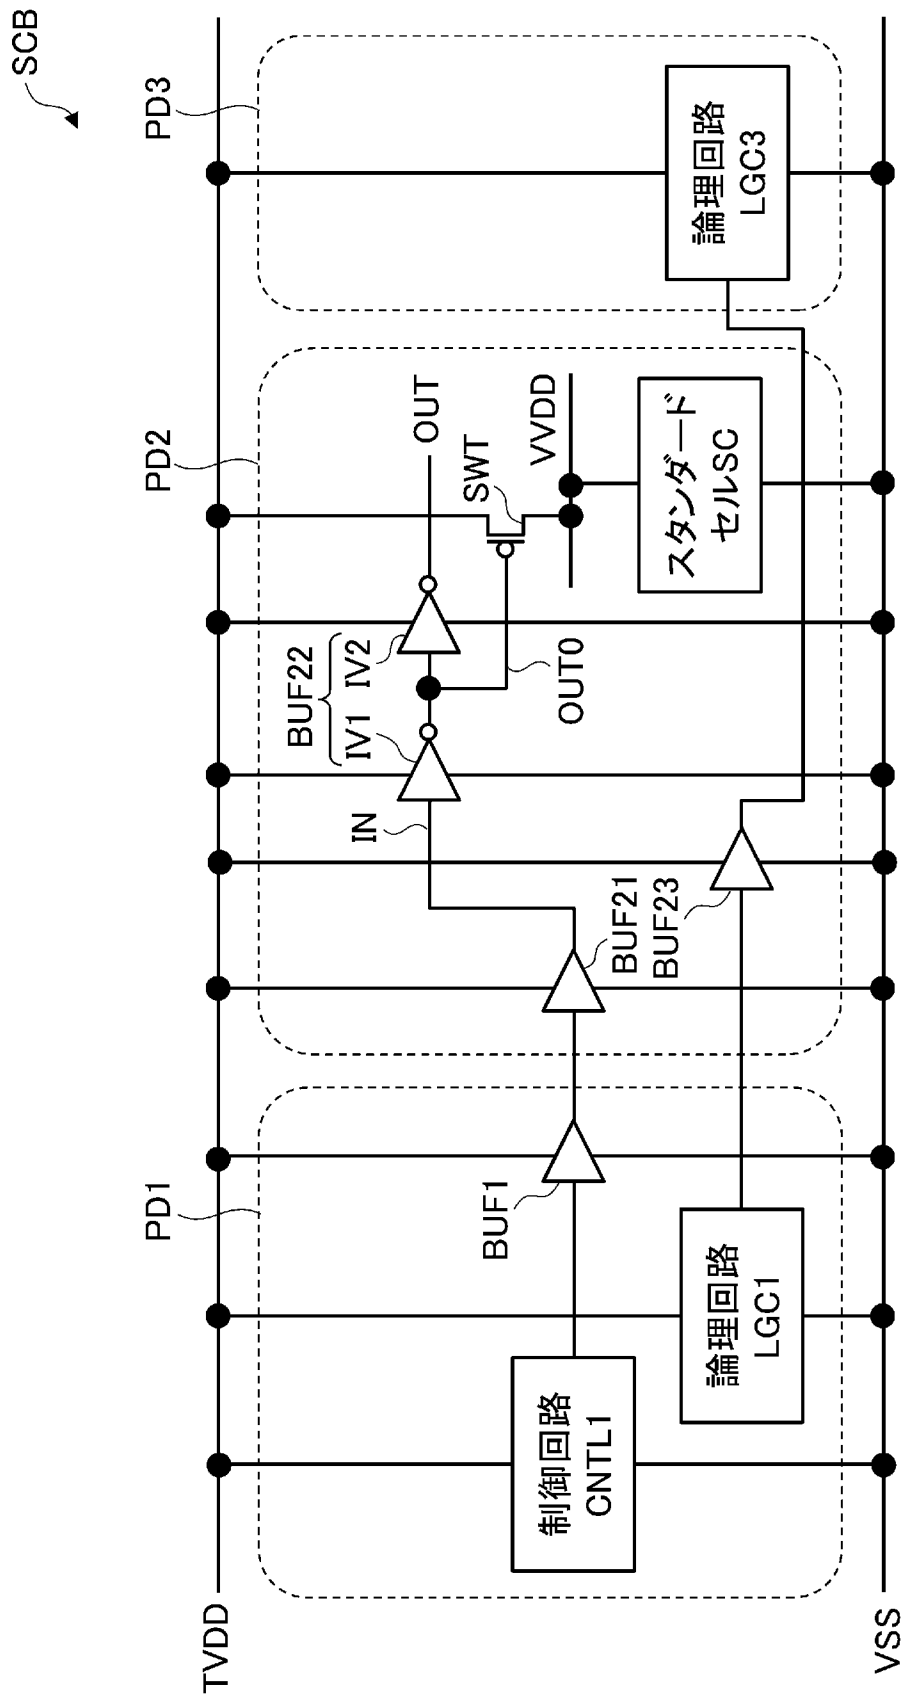 SCB
PD1
PD2
PD3
TVDD
BUF22
IV1
IV2
OUT
IN
SWT
OUT0
VVDD
BUF1
BUF21
BUF23
制御回路
CNTL1
論理回路
LGC1
スタンダード
セルSC
論理回路
LGC3
VSS